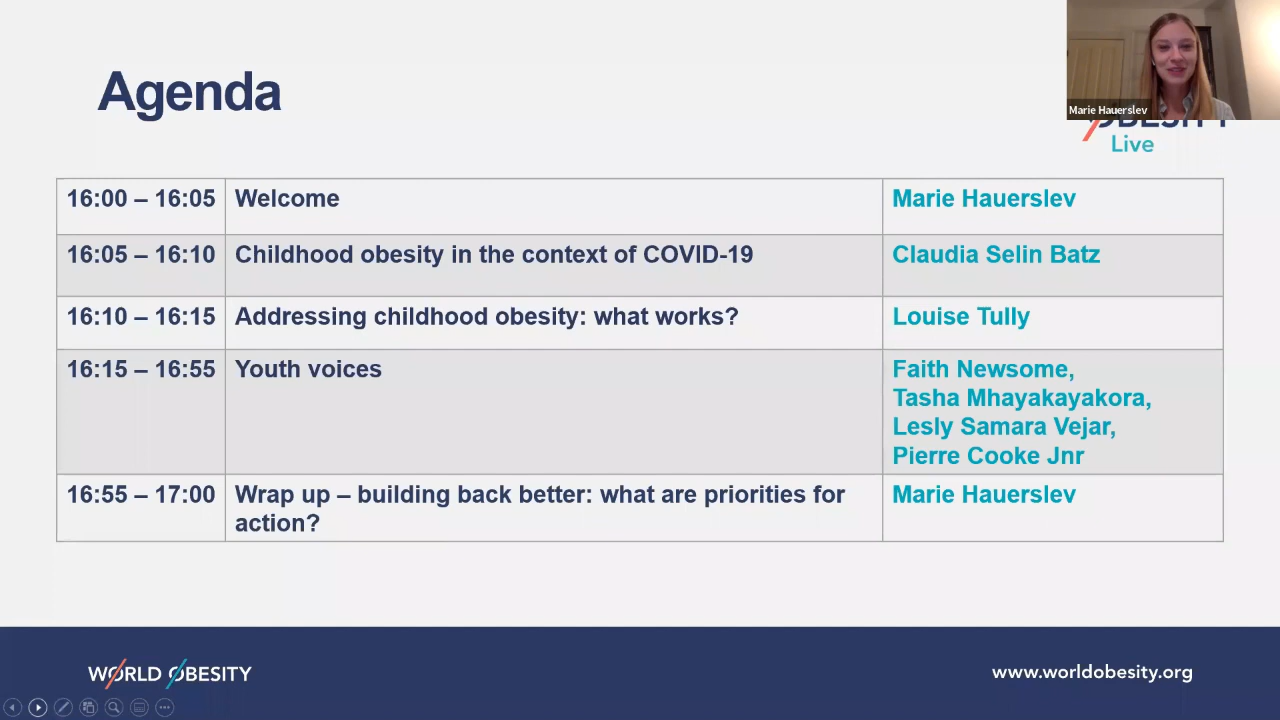 Agenda
Marie Hauerslev
OBESITY
Live
16:00 – 16:05 Welcome Marie Hauerslev
16:05 – 16:10 Childhood obesity in the context of COVID-19 Claudia Selin Batz
16:10 – 16:15 Addressing childhood obesity: what works? Louise Tully
16:15 – 16:55 Youth voices Faith Newsome,
Tasha Mhayakayakora,
Lesly Samara Vejar,
Pierre Cooke Jnr
16:55 – 17:00 Wrap up – building back better: what are priorities for Marie Hauerslev
action?
WORLD OBESITY
www.worldobesity.org